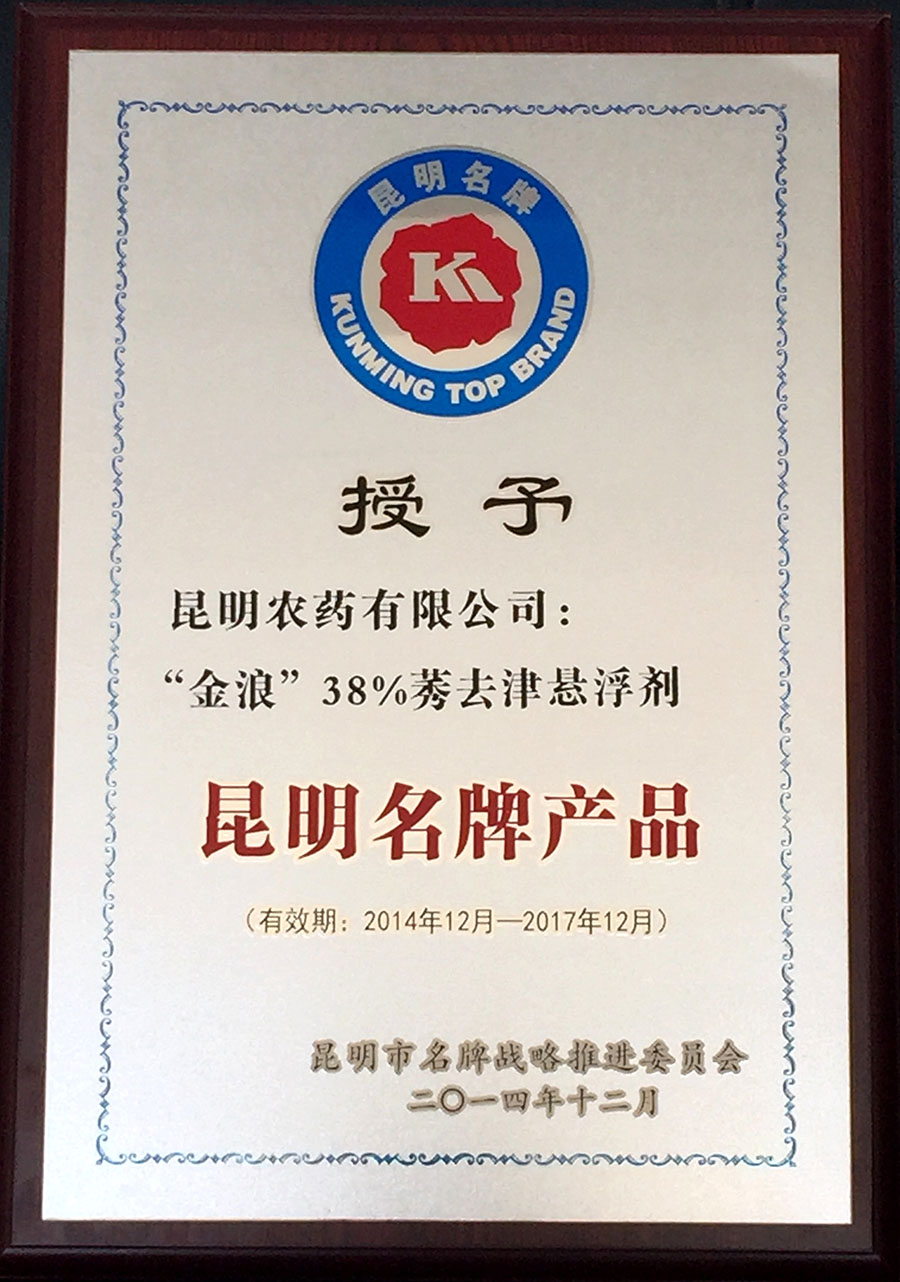 昆明名牌
K
KUNMING TOP BRAND
授予
昆明农药有限公司：
“金浪”38%莠去津悬浮剂
昆明名牌产品
（有效期：2014年12月—2017年12月）
昆明市名牌战略推进委员会
二〇一四年十二月